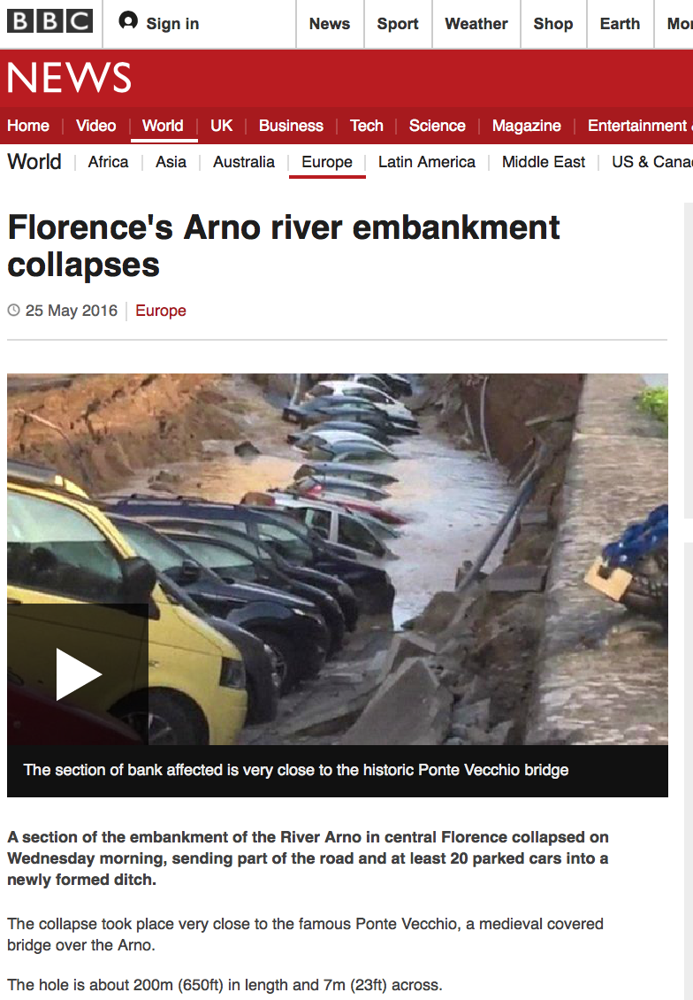 BBC Sign in News Sport Weather Shop Earth Mor
NEWS
Home Video World UK Business Tech Science Magazine Entertainment
World Africa Asia Australia Europe Latin America Middle East US & Cana
Florence's Arno river embankment
collapses
25 May 2016 Europe
The section of bank affected is very close to the historic Ponte Vecchio bridge
A section of the embankment of the River Arno in central Florence collapsed on
Wednesday morning, sending part of the road and at least 20 parked cars into a
newly formed ditch.
The collapse took place very close to the famous Ponte Vecchio, a medieval covered
bridge over the Arno.
The hole is about 200m (650ft) in length and 7m (23ft) across.